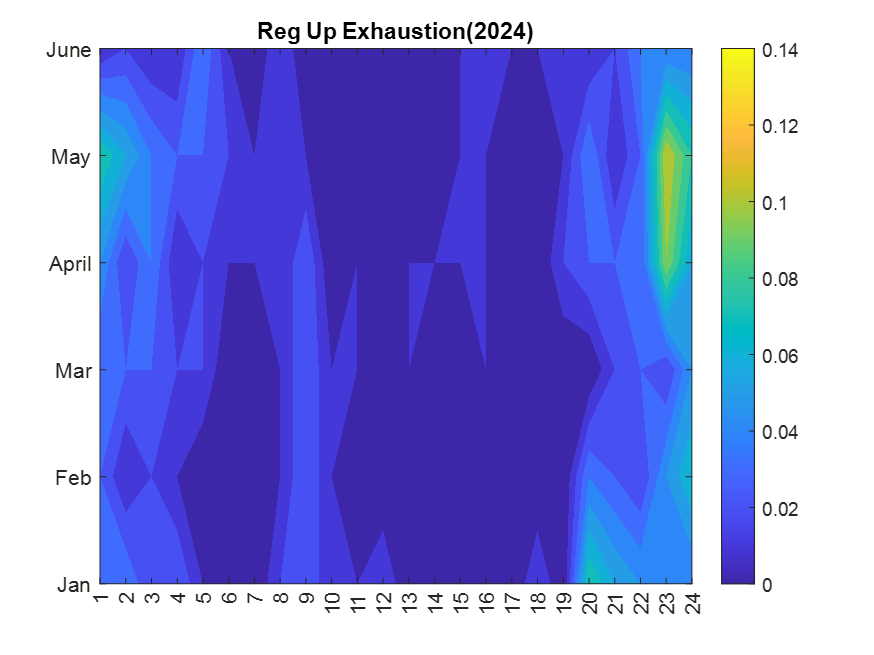 Reg Up Exhaustion(2024)
June
May
April
Mar
Feb
Jan
1 2 3 4 5 6 7 8 9 10 11 12 13 14 15 16 17 18 19 20 21 22 23 24
0.14
0.12
0.1
0.08
0.06
0.04
0.02
0